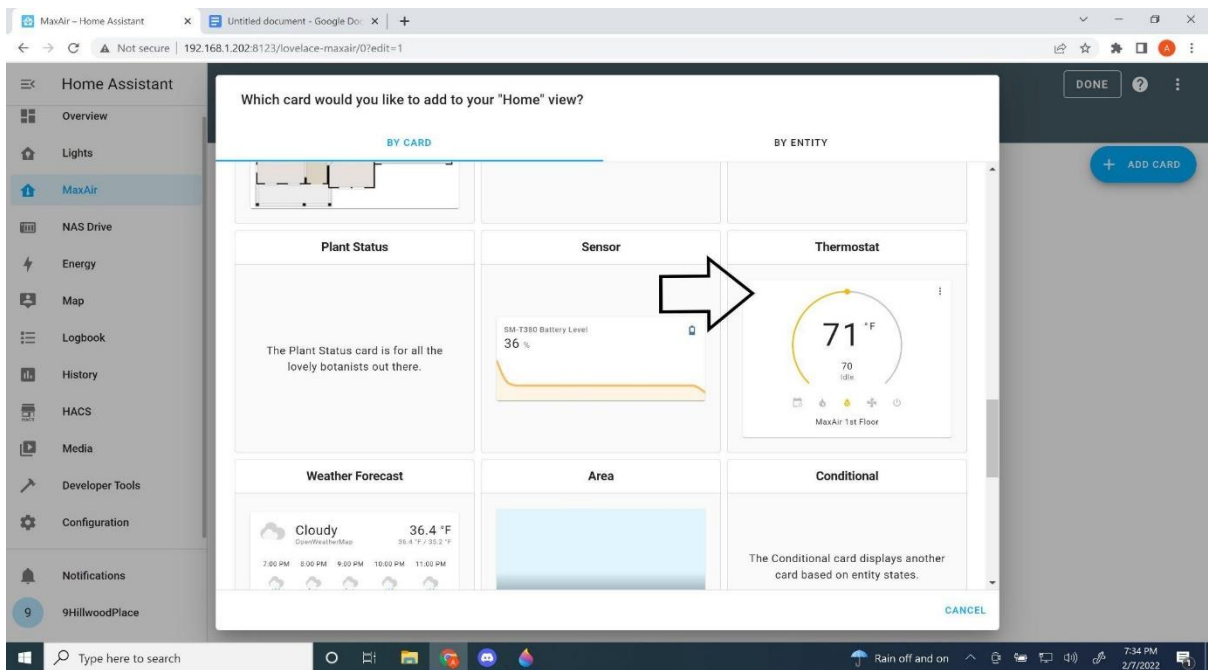 MaxAir – Home Assistant
Untitled document - Google Doc
Not secure | 192.168.1.202:8123/lovelace-maxair/0?edit=1
A
Home Assistant
DONE
Overview
Lights
MaxAir
NAS Drive
Energy
Map
Logbook
History
HACS
Media
Developer Tools
Configuration
Notifications
9 9HillwoodPlace
+ ADD CARD
Which card would you like to add to your "Home" view?
BY CARD
BY ENTITY
Plant Status
The Plant Status card is for all the
lovely botanists out there.
Sensor
SM-T380 Battery Level
36 %
Thermostat
71 °F
70
Idle
MaxAir 1st Floor
Weather Forecast
Cloudy 36.4 °F
OpenWeatherMap
7:00 PM 8:00 PM 9:00 PM 10:00 PM 11:00 PM
Area
Conditional
The Conditional card displays another
card based on entity states.
CANCEL
Type here to search
Rain off and on
7:34 PM
2/7/2022